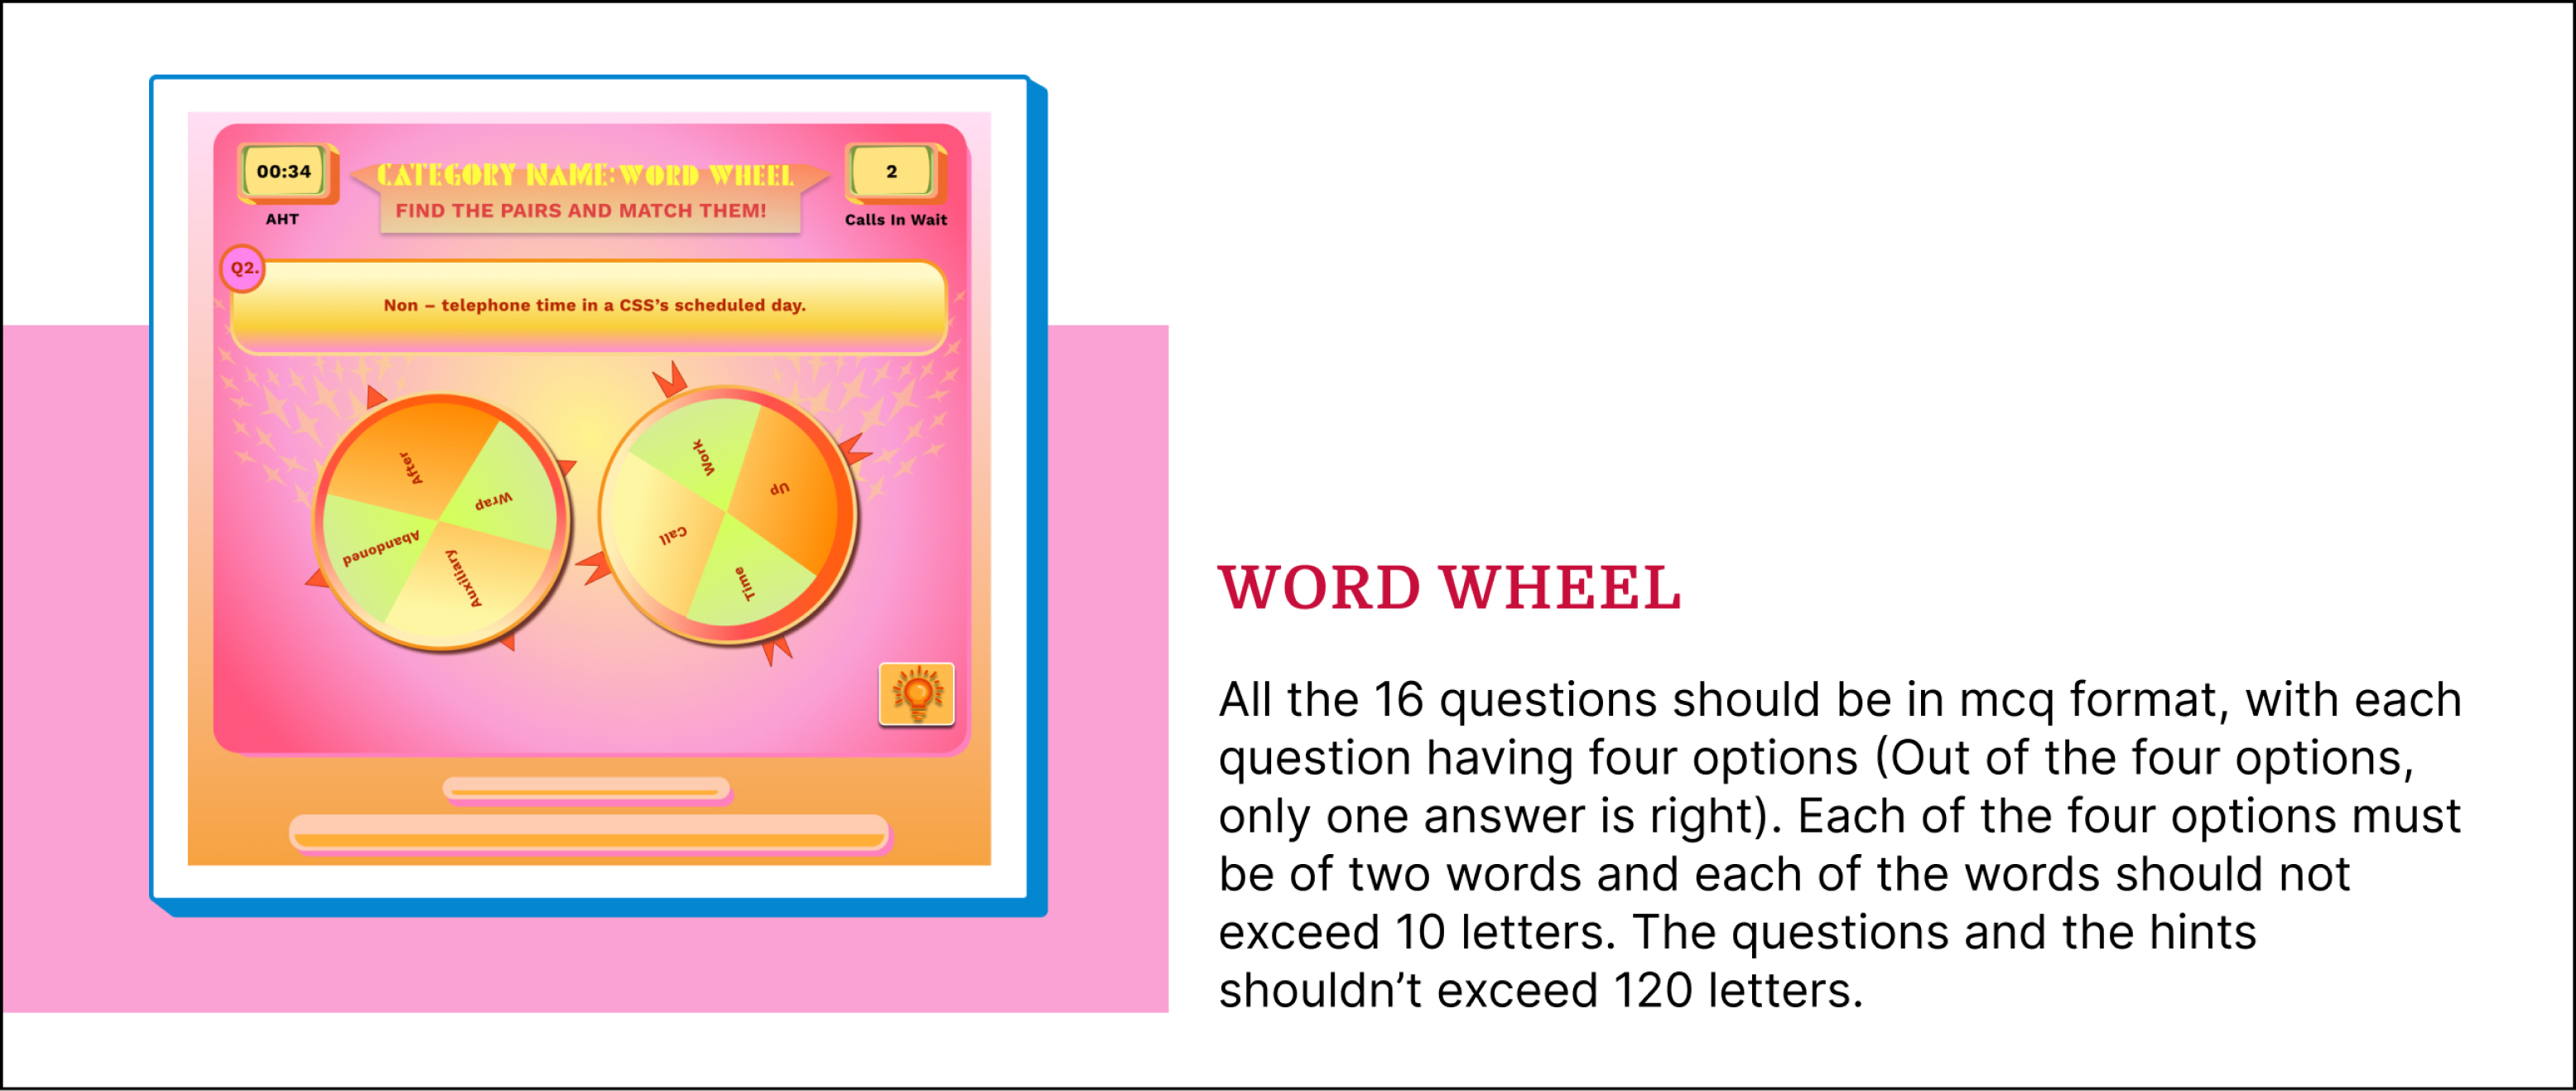 00:34
AHT
CATEGORY NAME: WORD WHEEL
FIND THE PAIRS AND MATCH THEM!
2
Calls In Wait
Q2.
Non – telephone time in a CSS’s scheduled day.
After
Wrap
Abandoned
Auxiliary
Work
Up
Call
Time
WORD WHEEL
All the 16 questions should be in mcq format, with each
question having four options (Out of the four options,
only one answer is right). Each of the four options must
be of two words and each of the words should not
exceed 10 letters. The questions and the hints
shouldn’t exceed 120 letters.